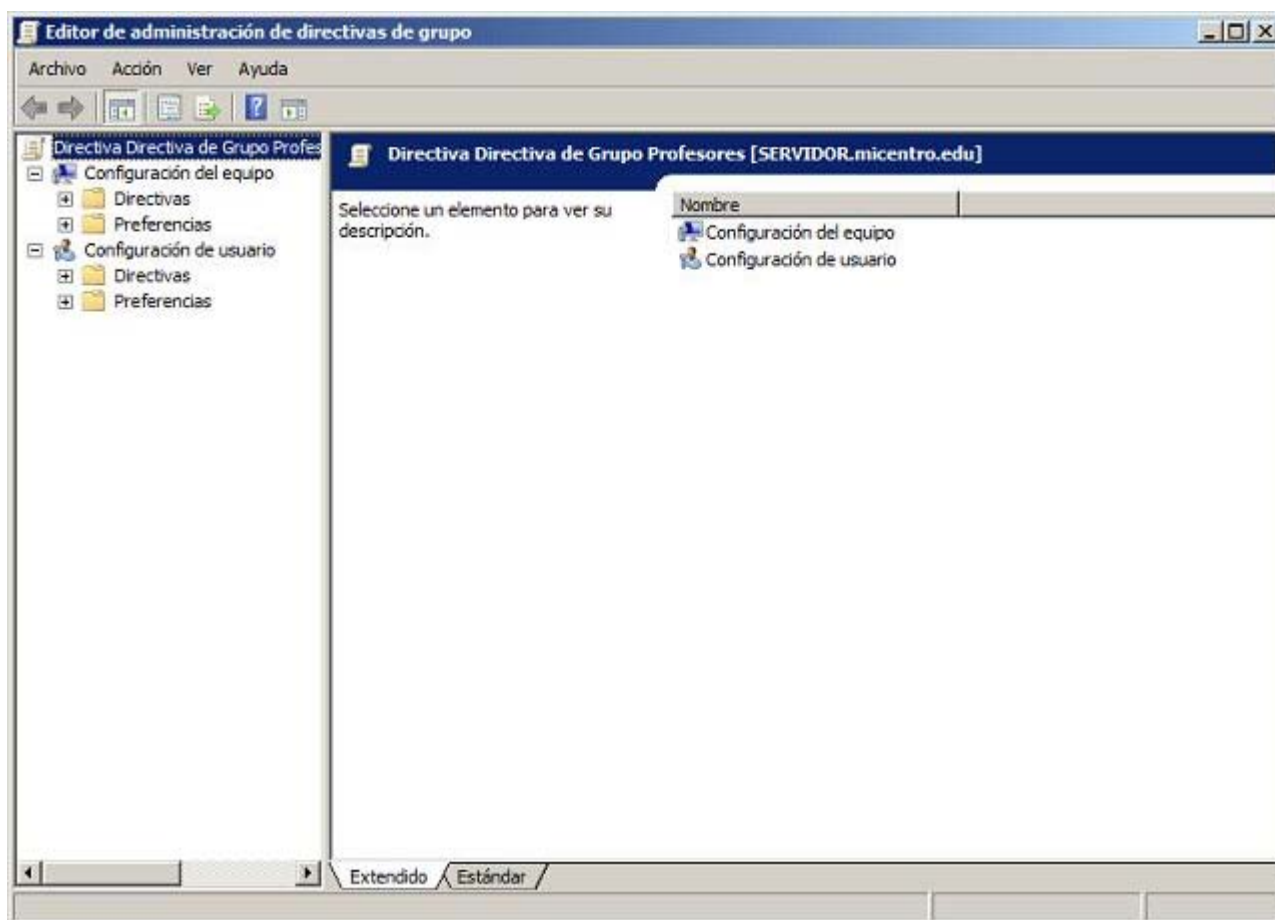 Editor de administración de directivas de grupo
Archivo Acción Ver Ayuda
Directiva Directiva de Grupo Profes
Configuración del equipo
Directivas
Preferencias
Configuración de usuario
Directivas
Preferencias
Directiva Directiva de Grupo Profesores [SERVIDOR.micentro.edu]
Seleccione un elemento para ver su
descripción.
Nombre
Configuración del equipo
Configuración de usuario
Extendido Estándar